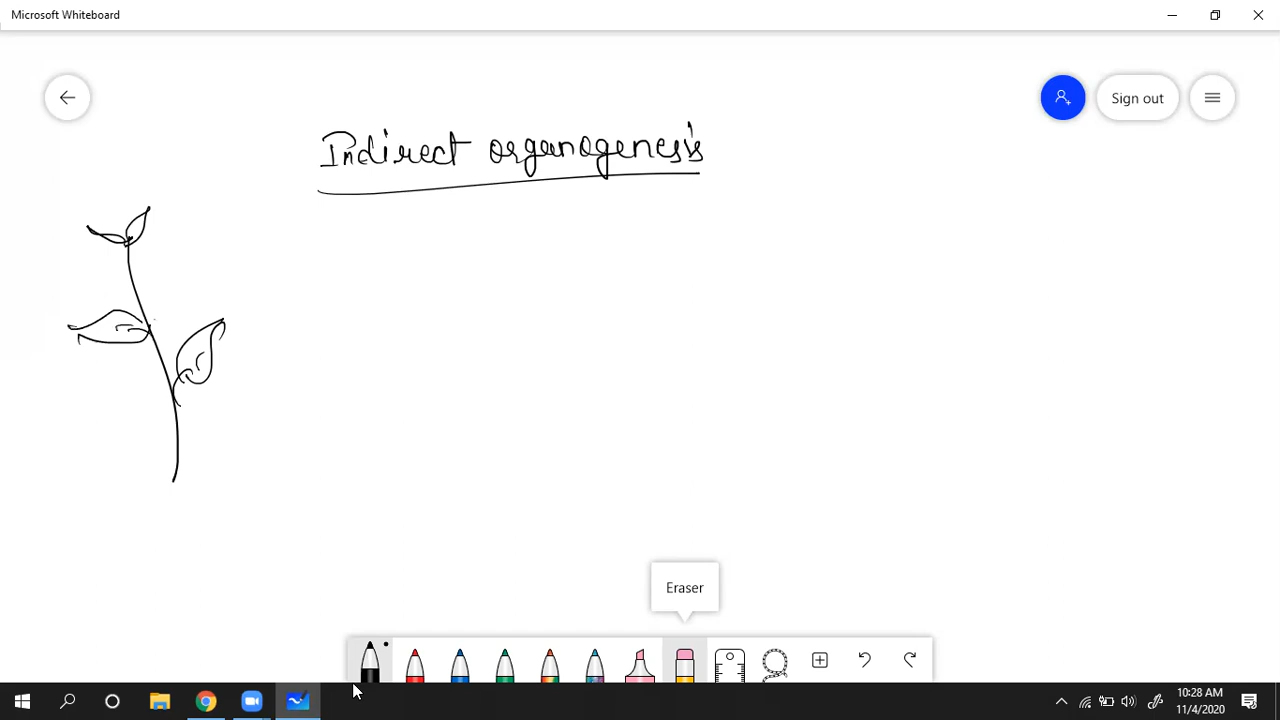 Microsoft Whiteboard
Sign out
Indirect organogenesis
Eraser
10:28 AM
11/4/2020